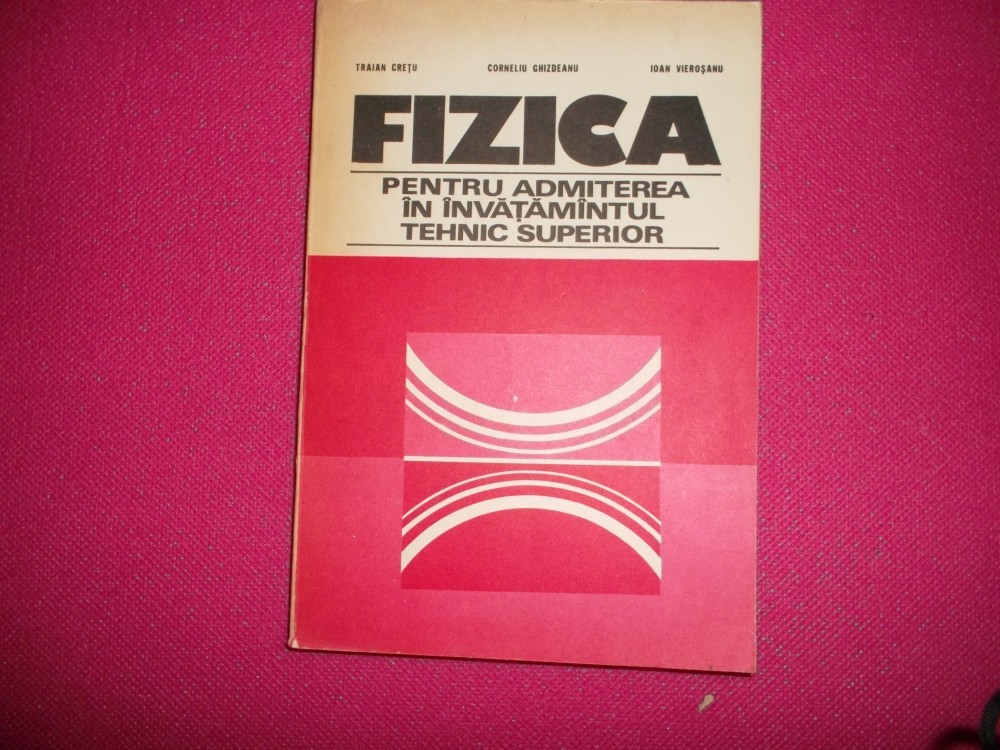 TRAIAN CREȚU CORNELIU GHIZDEANU IOAN VIEROȘANU
FIZICA
PENTRU ADMITEREA
ÎN ÎNVĂȚĂMÎNTUL
TEHNIC SUPERIOR